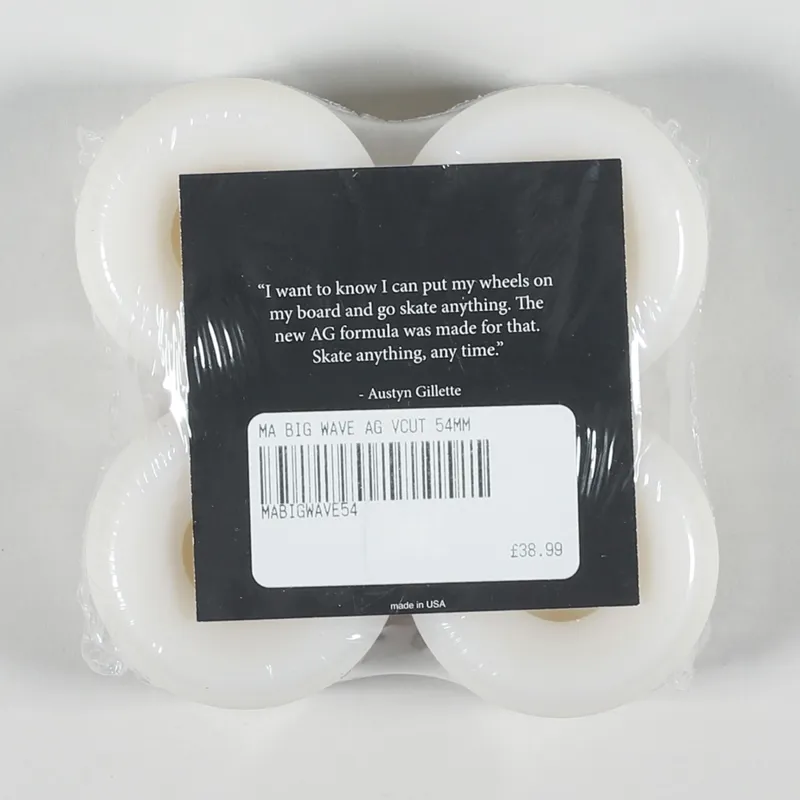 “I want to know I can put my wheels on
my board and go skate anything. The
new AG formula was made for that.
Skate anything, any time.”
- Austyn Gillette
MA BIG WAVE AG VCUT 54MM
MABIGWAVE54
£38.99
made in USA